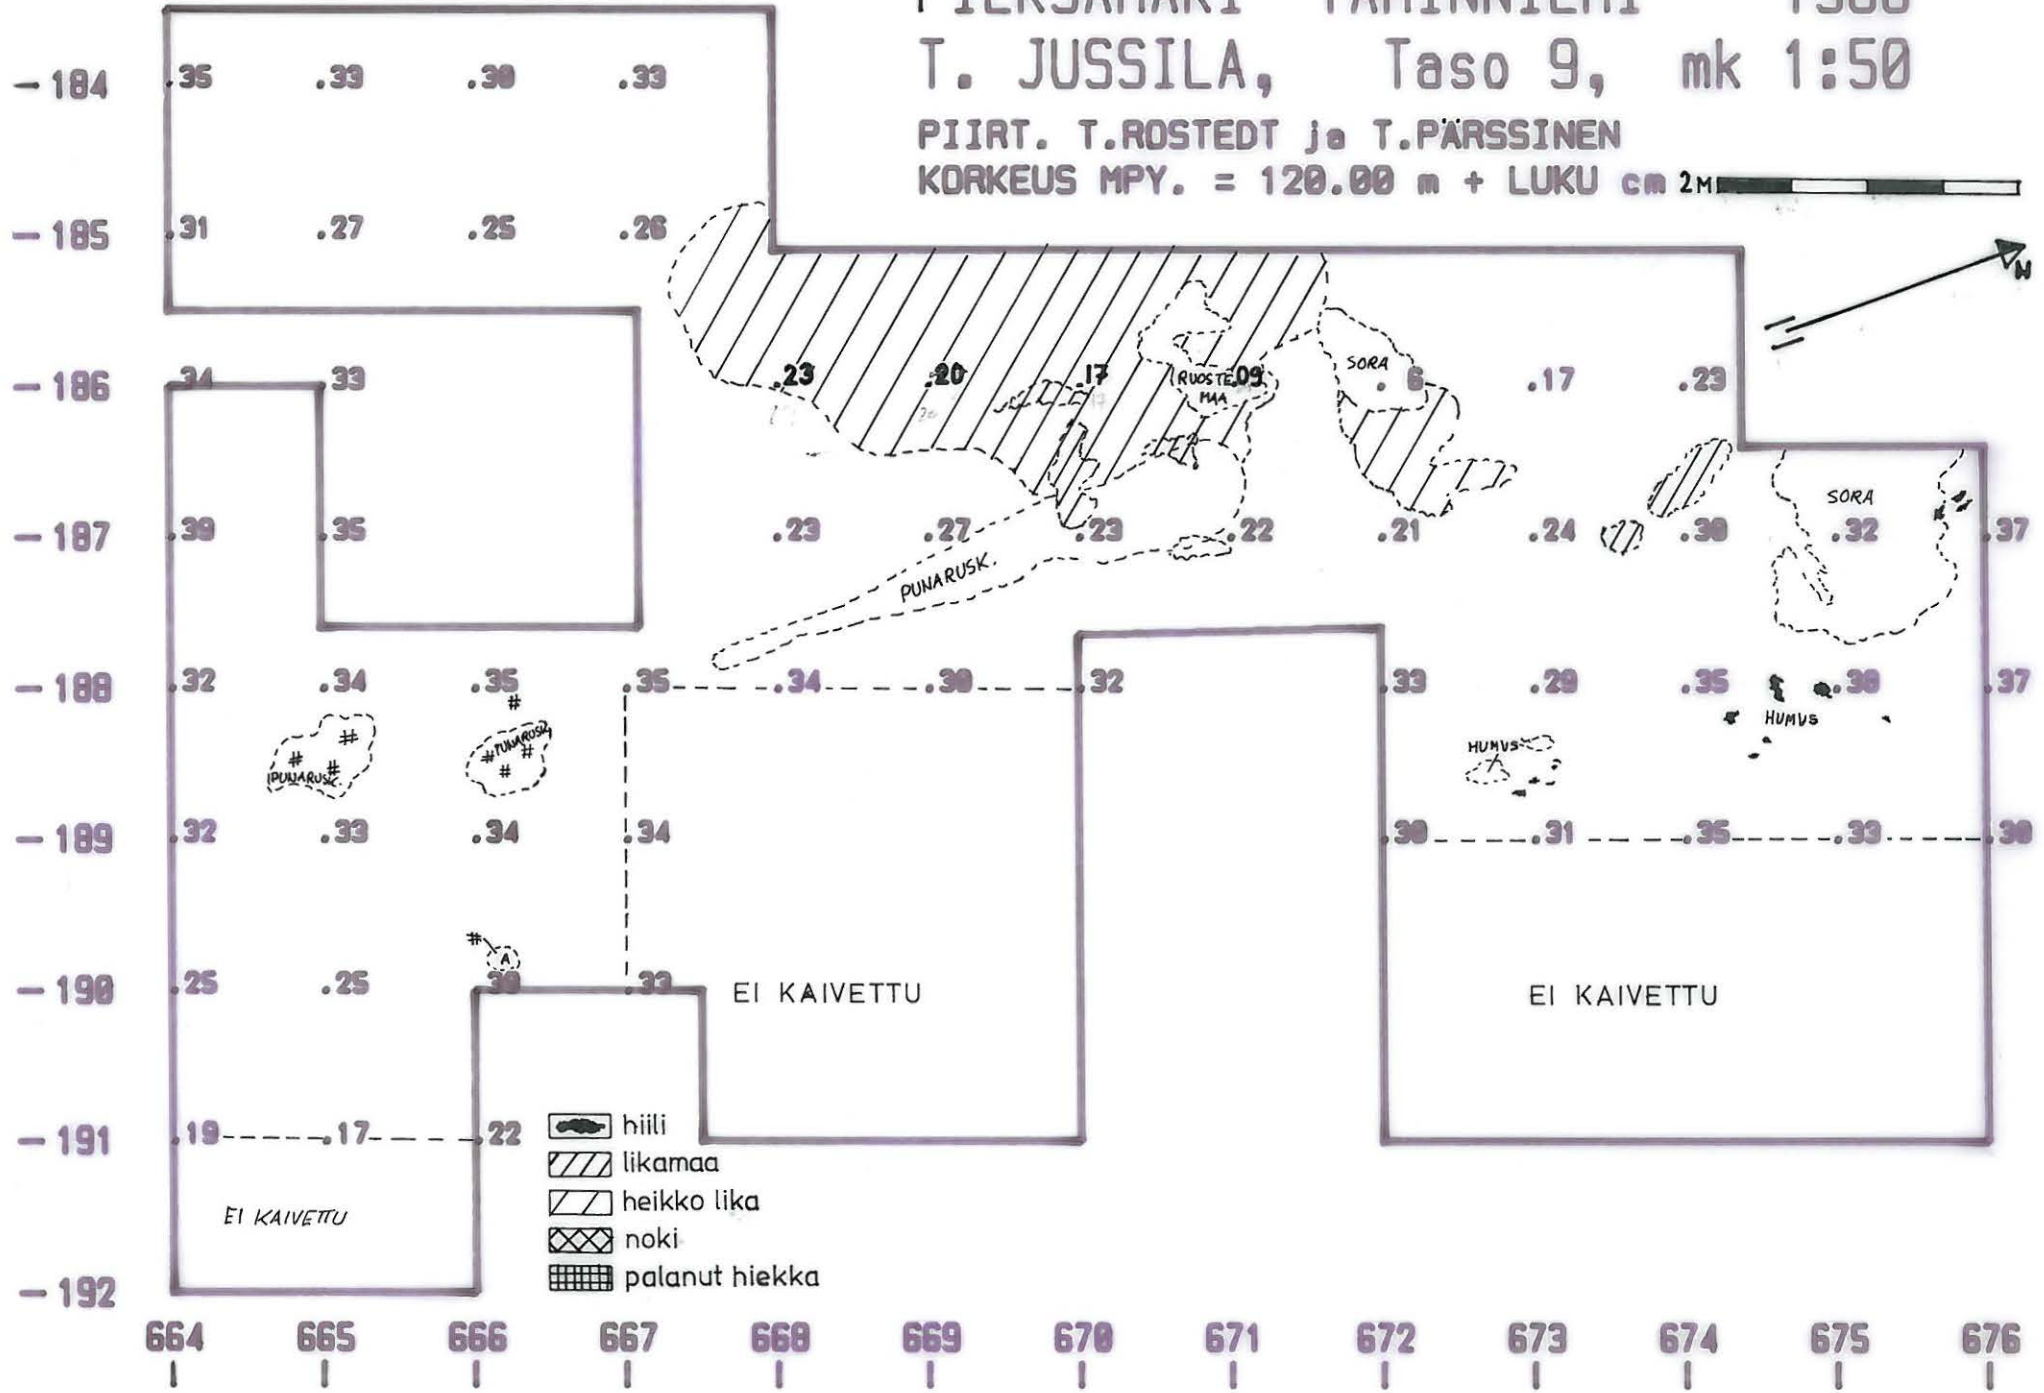 T. JUSSILA, Taso 9, mk 1:50
PIIRT. T.ROSTEDT ja T.PÄRSSINEN
KORKEUS MPY. = 120.00 m + LUKU cm 2M
N
-184 .35 .33 .30 .33
-185 .31 .27 .25 .26
SORA
-186 .34 .33 .23 .20 .17 RUOSTE .09 . 6 .17 .23
MAA
SORA
-187 .39 .35 .23 .27 .23 .22 .21 .24 .30 .32 .37
PUNARUSK.
-188 .32 .34 .35 .35 .34 .30 .32 .33 .29 .35 .38 .37
#
HUMUS
# # PUNARUSK. # # HUMUS
# PUNARUSK. #
-189 .32 .33 .34 .34 .30 .31 .35 .33 .30
# A
-190 .25 .25 .30 .33 EI KAIVETTU EI KAIVETTU
-191 .19 .17 .22
EI KAIVETTU
-192
hiili
likamaa
heikko lika
noki
palanut hiekka
664 665 666 667 668 669 670 671 672 673 674 675 676